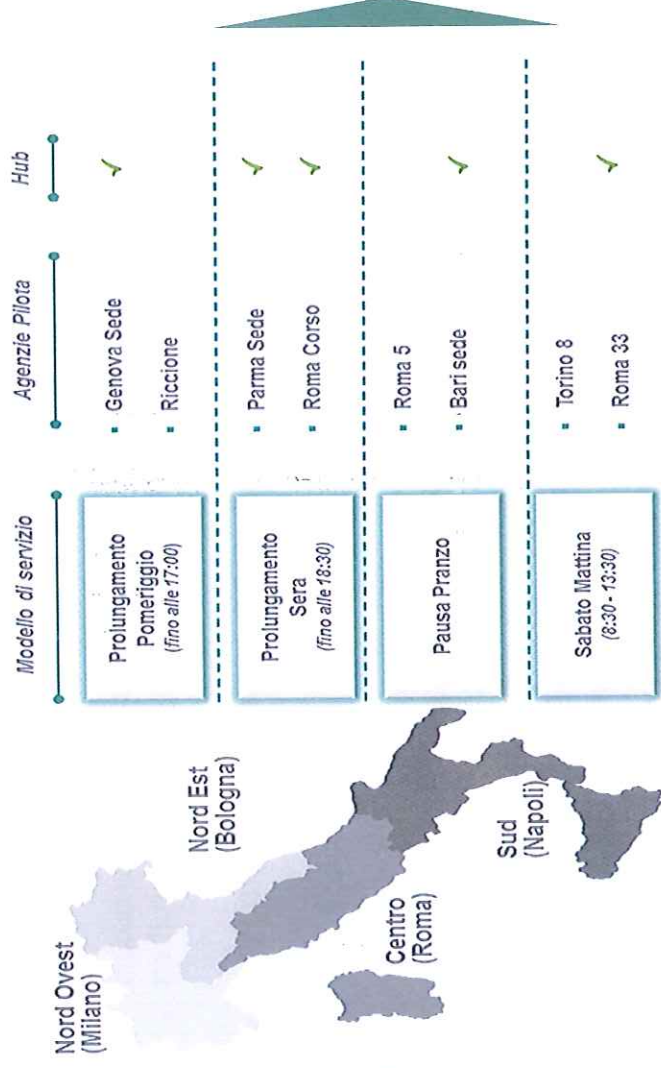 Nord Ovest
(Milano)
Nord Est
(Bologna)
Centro
(Roma)
Sud
(Napoli)
Modello di servizio
Agenzie Pilota
Hub
Prolungamento
Pomeriggio
(fino alle 17:00)
▪ Genova Sede ✓
▪ Riccione
Prolungamento
Sera
(fino alle 18:30)
▪ Parma Sede ✓
▪ Roma Corso ✓
Pausa Pranzo
▪ Roma 5
▪ Bari sede ✓
Sabato Mattina
(8:30 - 13:30)
▪ Torino 8
▪ Roma 33 ✓